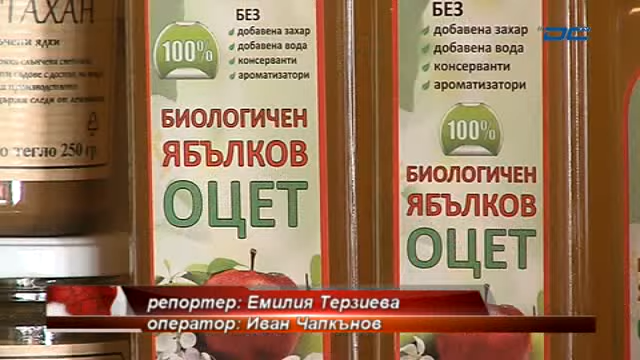 ТАХАН
тегло 250 гр.
БЕЗ
добавена захар
добавена вода
консерванти
ароматизатори
100%
БИОЛОГИЧЕН
ЯБЪЛКОВ
ОЦЕТ
БЕЗ
добавена захар
добавена вода
консерванти
ароматизатори
100%
БИОЛОГИЧЕН
ЯБЪЛКОВ
ОЦЕТ
репортер: Емилия Терзиева
оператор: Иван Чапкънов